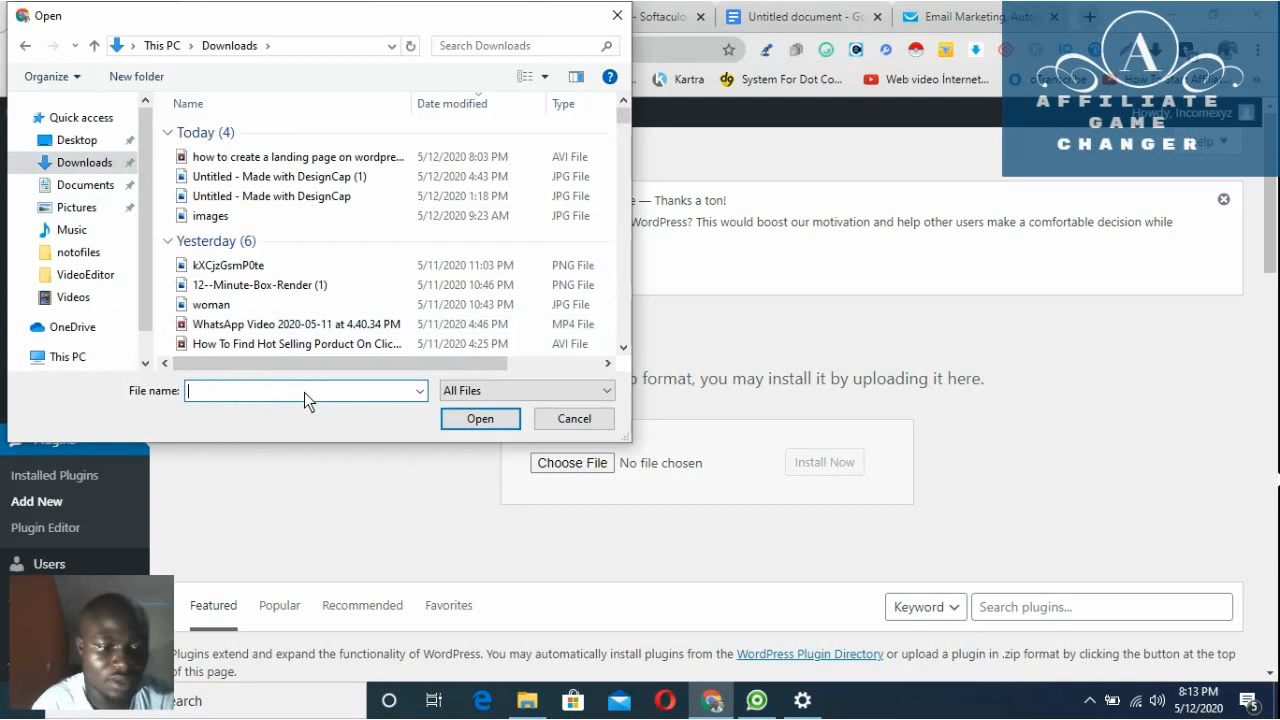 Open
- Softaculo
Untitled document - Go
Email Marketing, Auto
This PC > Downloads >
Search Downloads
Organize
New folder
Kartra
System For Dot Co...
Web video İnternet...
oTranscribe
How To Start Affilia...
A
AFFILIATE
GAME
CHANGER
Howdy, Incomexyz
Help
Name
Date modified
Type
Quick access
Desktop
Downloads
Documents
Pictures
Music
notofiles
VideoEditor
Videos
OneDrive
This PC
Today (4)
how to create a landing page on wordpre... 5/12/2020 8:03 PM AVI File
Untitled - Made with DesignCap (1) 5/12/2020 4:43 PM JPG File
Untitled - Made with DesignCap 5/12/2020 1:18 PM JPG File
images 5/12/2020 9:23 AM JPG File
Yesterday (6)
kXCjzGsmP0te 5/11/2020 11:03 PM PNG File
12--Minute-Box-Render (1) 5/11/2020 10:46 PM PNG File
woman 5/11/2020 10:43 PM JPG File
WhatsApp Video 2020-05-11 at 4.40.34 PM 5/11/2020 4:46 PM MP4 File
How To Find Hot Selling Porduct On Clic... 5/11/2020 4:25 PM AVI File
File name:
All Files
Open
Cancel
e — Thanks a ton!
WordPress? This would boost our motivation and help other users make a comfortable decision while
p format, you may install it by uploading it here.
Choose File No file chosen
Install Now
Plugins
Installed Plugins
Add New
Plugin Editor
Users
Featured
Popular
Recommended
Favorites
Keyword
Search plugins...
Plugins extend and expand the functionality of WordPress. You may automatically install plugins from the WordPress Plugin Directory or upload a plugin in .zip format by clicking the button at the top
of this page.
earch
8:13 PM
5/12/2020
5